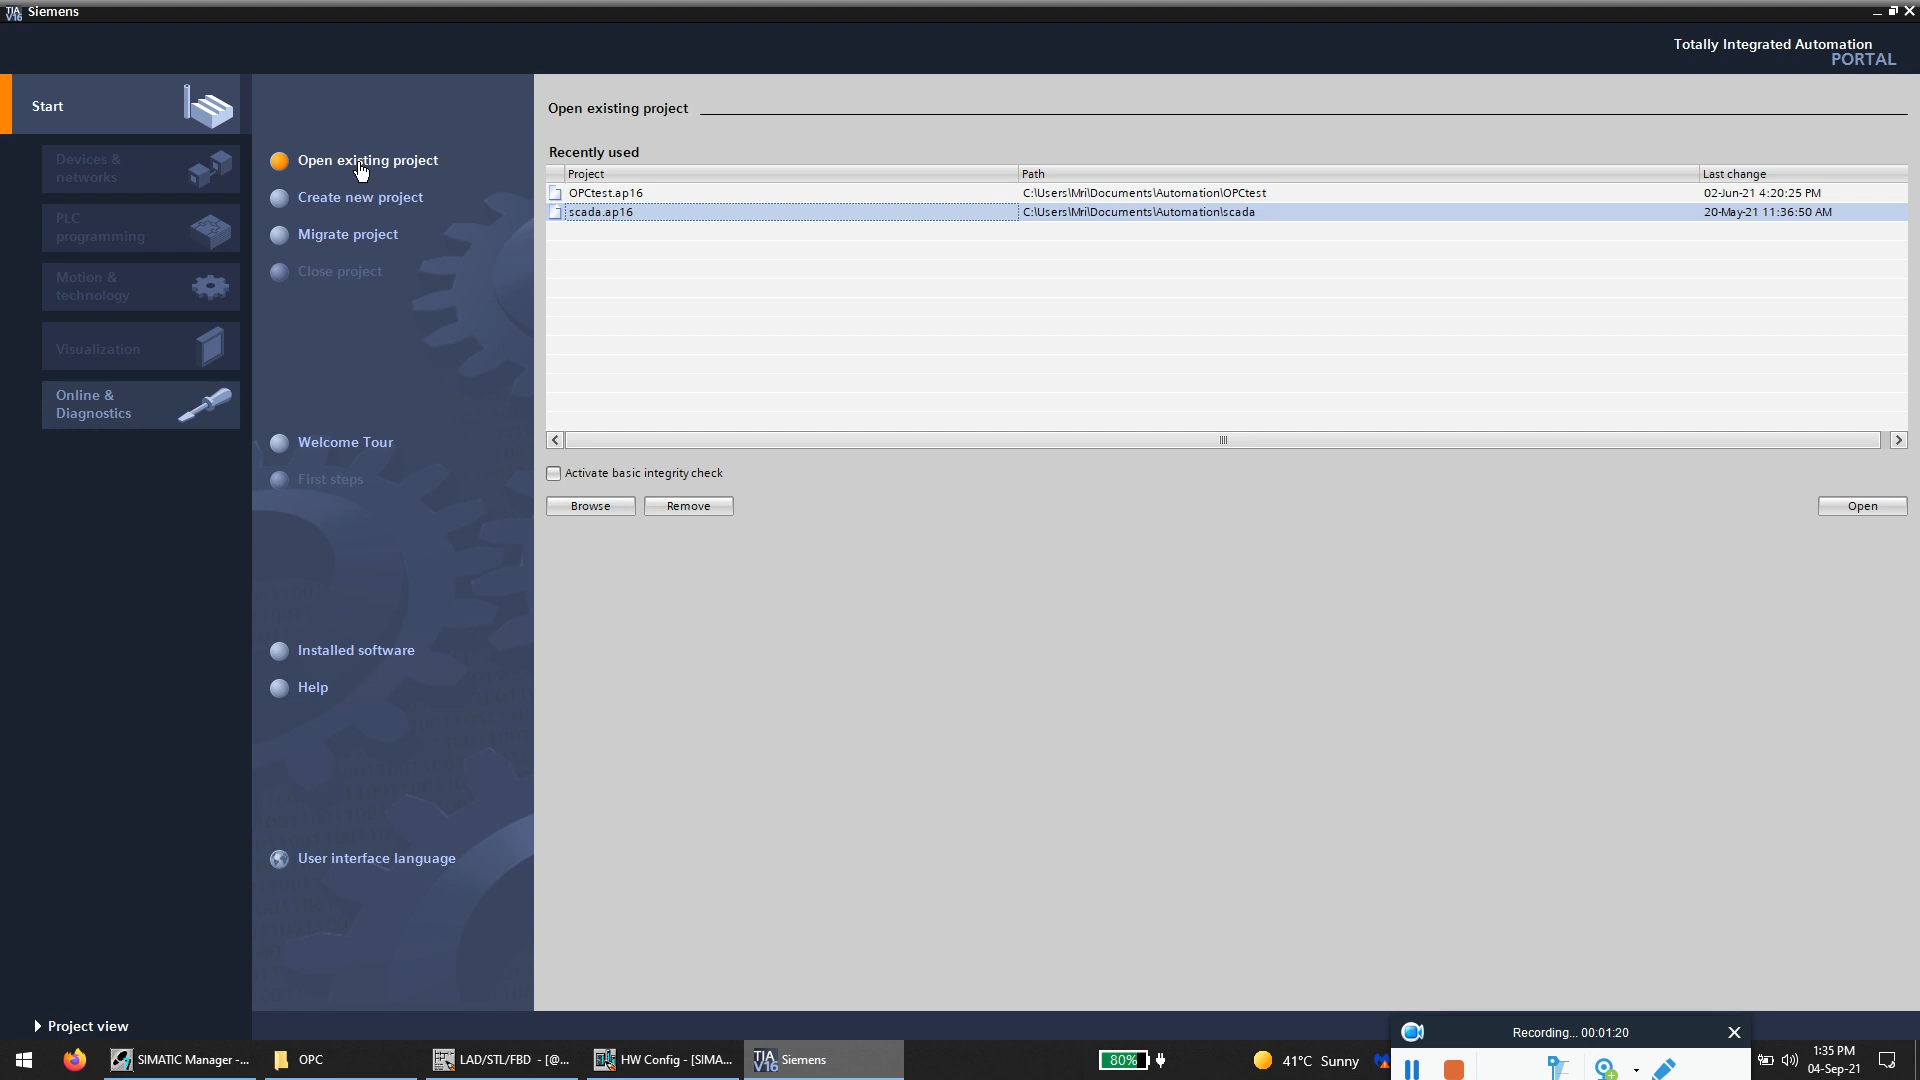 TIA V16 Siemens
Totally Integrated Automation
PORTAL
Start
Devices &
networks
PLC
programming
Motion &
technology
Visualization
Online &
Diagnostics
Open existing project
Create new project
Migrate project
Close project
Welcome Tour
First steps
Installed software
Help
User interface language
Open existing project
Recently used
Project Path Last change
OPCtest.ap16 C:\Users\Mri\Documents\Automation\OPCtest 02-Jun-21 4:20:25 PM
scada.ap16 C:\Users\Mri\Documents\Automation\scada 20-May-21 11:36:50 AM
Activate basic integrity check
Browse Remove Open
Project view
Recording... 00:01:20
SIMATIC Manager -... OPC LAD/STL/FBD - [@... HW Config - [SIMA... TIA V16 Siemens
80% 41°C Sunny
1:35 PM
04-Sep-21